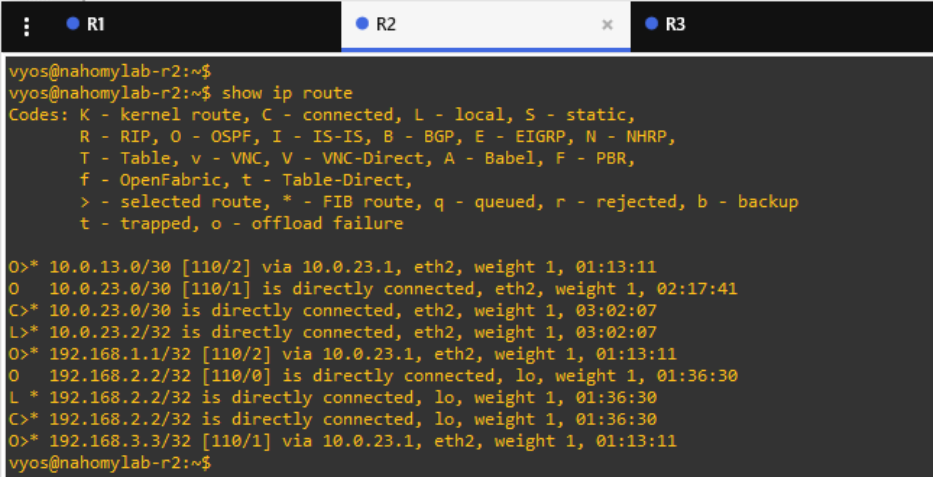 R1
R2
R3
vyos@nahomylab-r2:~$
vyos@nahomylab-r2:~$ show ip route
Codes: K - kernel route, C - connected, L - local, S - static,
       R - RIP, O - OSPF, I - IS-IS, B - BGP, E - EIGRP, N - NHRP,
       T - Table, v - VNC, V - VNC-Direct, A - Babel, F - PBR,
       f - OpenFabric, t - Table-Direct,
       > - selected route, * - FIB route, q - queued, r - rejected, b - backup
       t - trapped, o - offload failure

O>* 10.0.13.0/30 [110/2] via 10.0.23.1, eth2, weight 1, 01:13:11
O   10.0.23.0/30 [110/1] is directly connected, eth2, weight 1, 02:17:41
C>* 10.0.23.0/30 is directly connected, eth2, weight 1, 03:02:07
L>* 10.0.23.2/32 is directly connected, eth2, weight 1, 03:02:07
O>* 192.168.1.1/32 [110/2] via 10.0.23.1, eth2, weight 1, 01:13:11
O   192.168.2.2/32 [110/0] is directly connected, lo, weight 1, 01:36:30
L * 192.168.2.2/32 is directly connected, lo, weight 1, 01:36:30
C>* 192.168.2.2/32 is directly connected, lo, weight 1, 01:36:30
O>* 192.168.3.3/32 [110/1] via 10.0.23.1, eth2, weight 1, 01:13:11
vyos@nahomylab-r2:~$